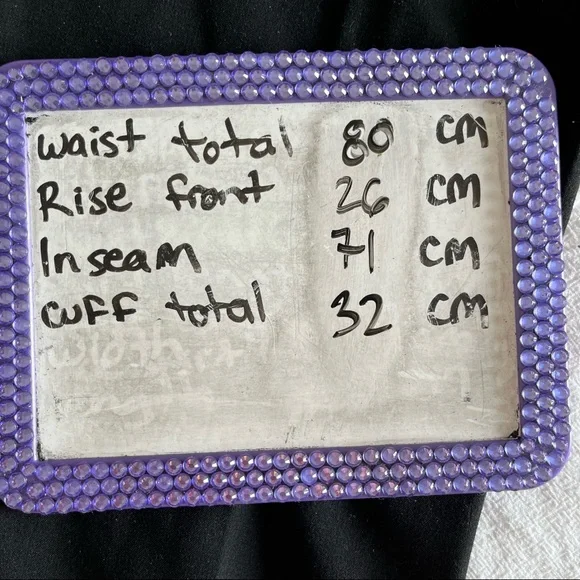 waist total 80 cm
Rise front 26 cm
Inseam 71 cm
cuff total 32 cm